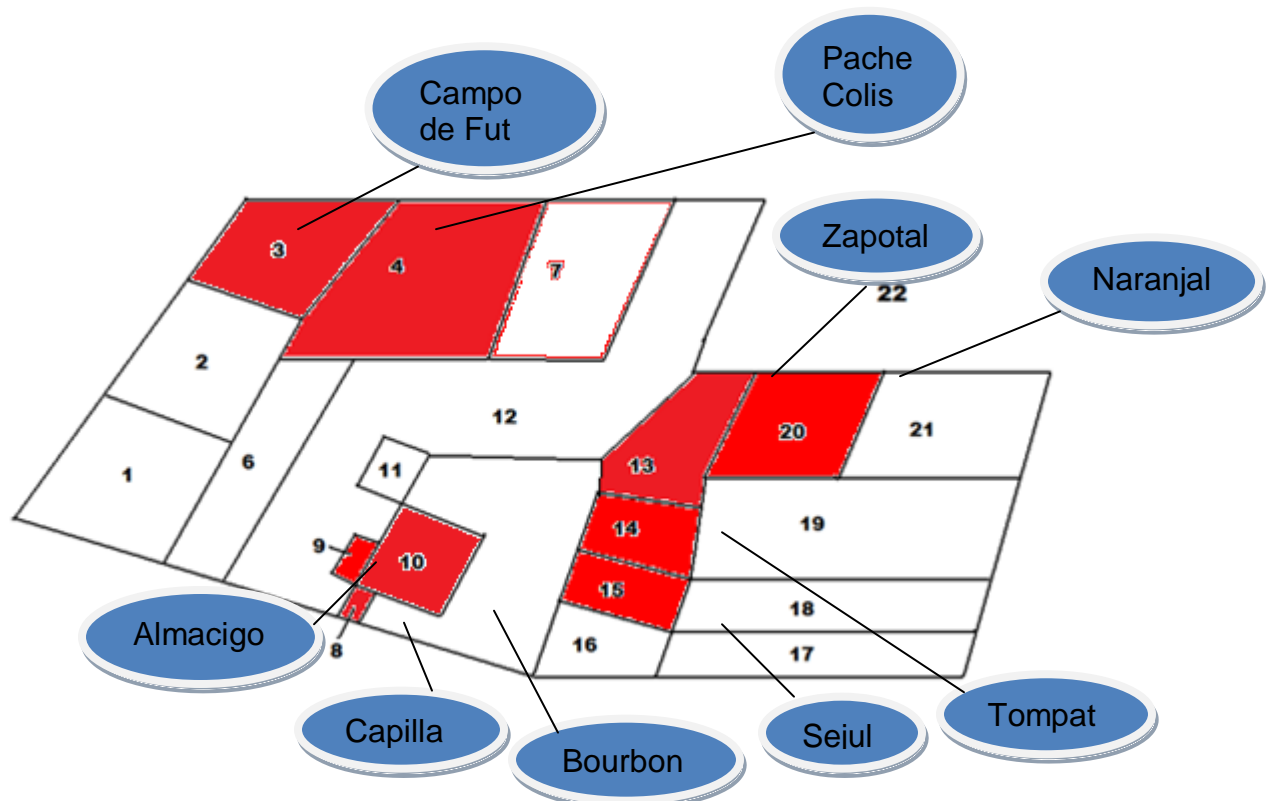 Pache
Colis
Campo
de Fut
Zapotal
Naranjal
22
3
4
7
2
12
21
20
1
6
11
13
19
14
9
10
15
18
Almacigo
8
16
17
Capilla
Bourbon
Sejul
Tompat